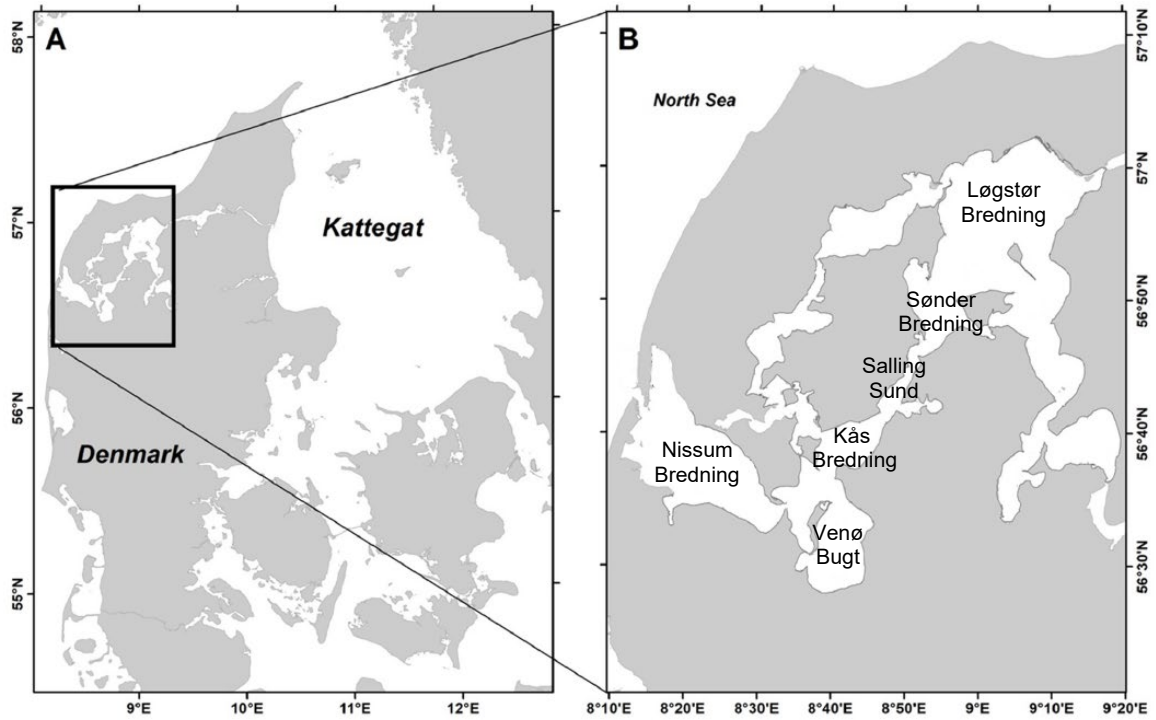 A
58°N
57°N
56°N
55°N
Kattegat
Denmark
9°E
10°E
11°E
12°E
B
North Sea
Løgstør
Bredning
Sønder
Bredning
Salling
Sund
Kås
Bredning
Nissum
Bredning
Venø
Bugt
57°10'N
57°N
56°50'N
56°40'N
56°30'N
8°10'E
8°20'E
8°30'E
8°40'E
8°50'E
9°E
9°10'E
9°20'E